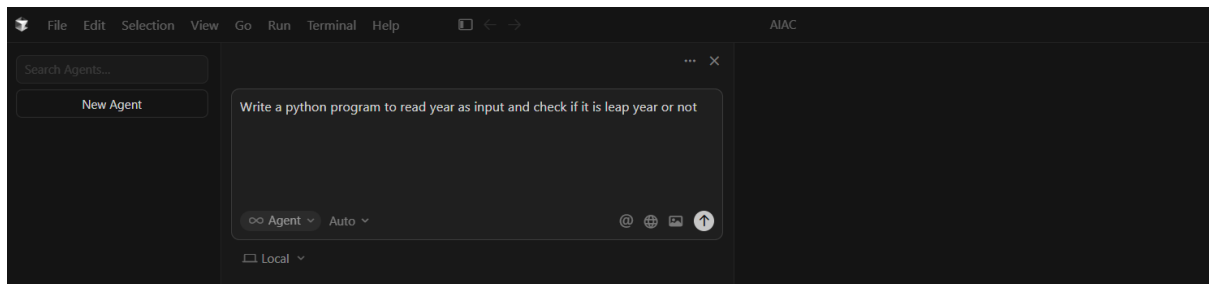 File Edit Selection View Go Run Terminal Help AIAC
Search Agents...
New Agent
Write a python program to read year as input and check if it is leap year or not
Agent Auto
Local